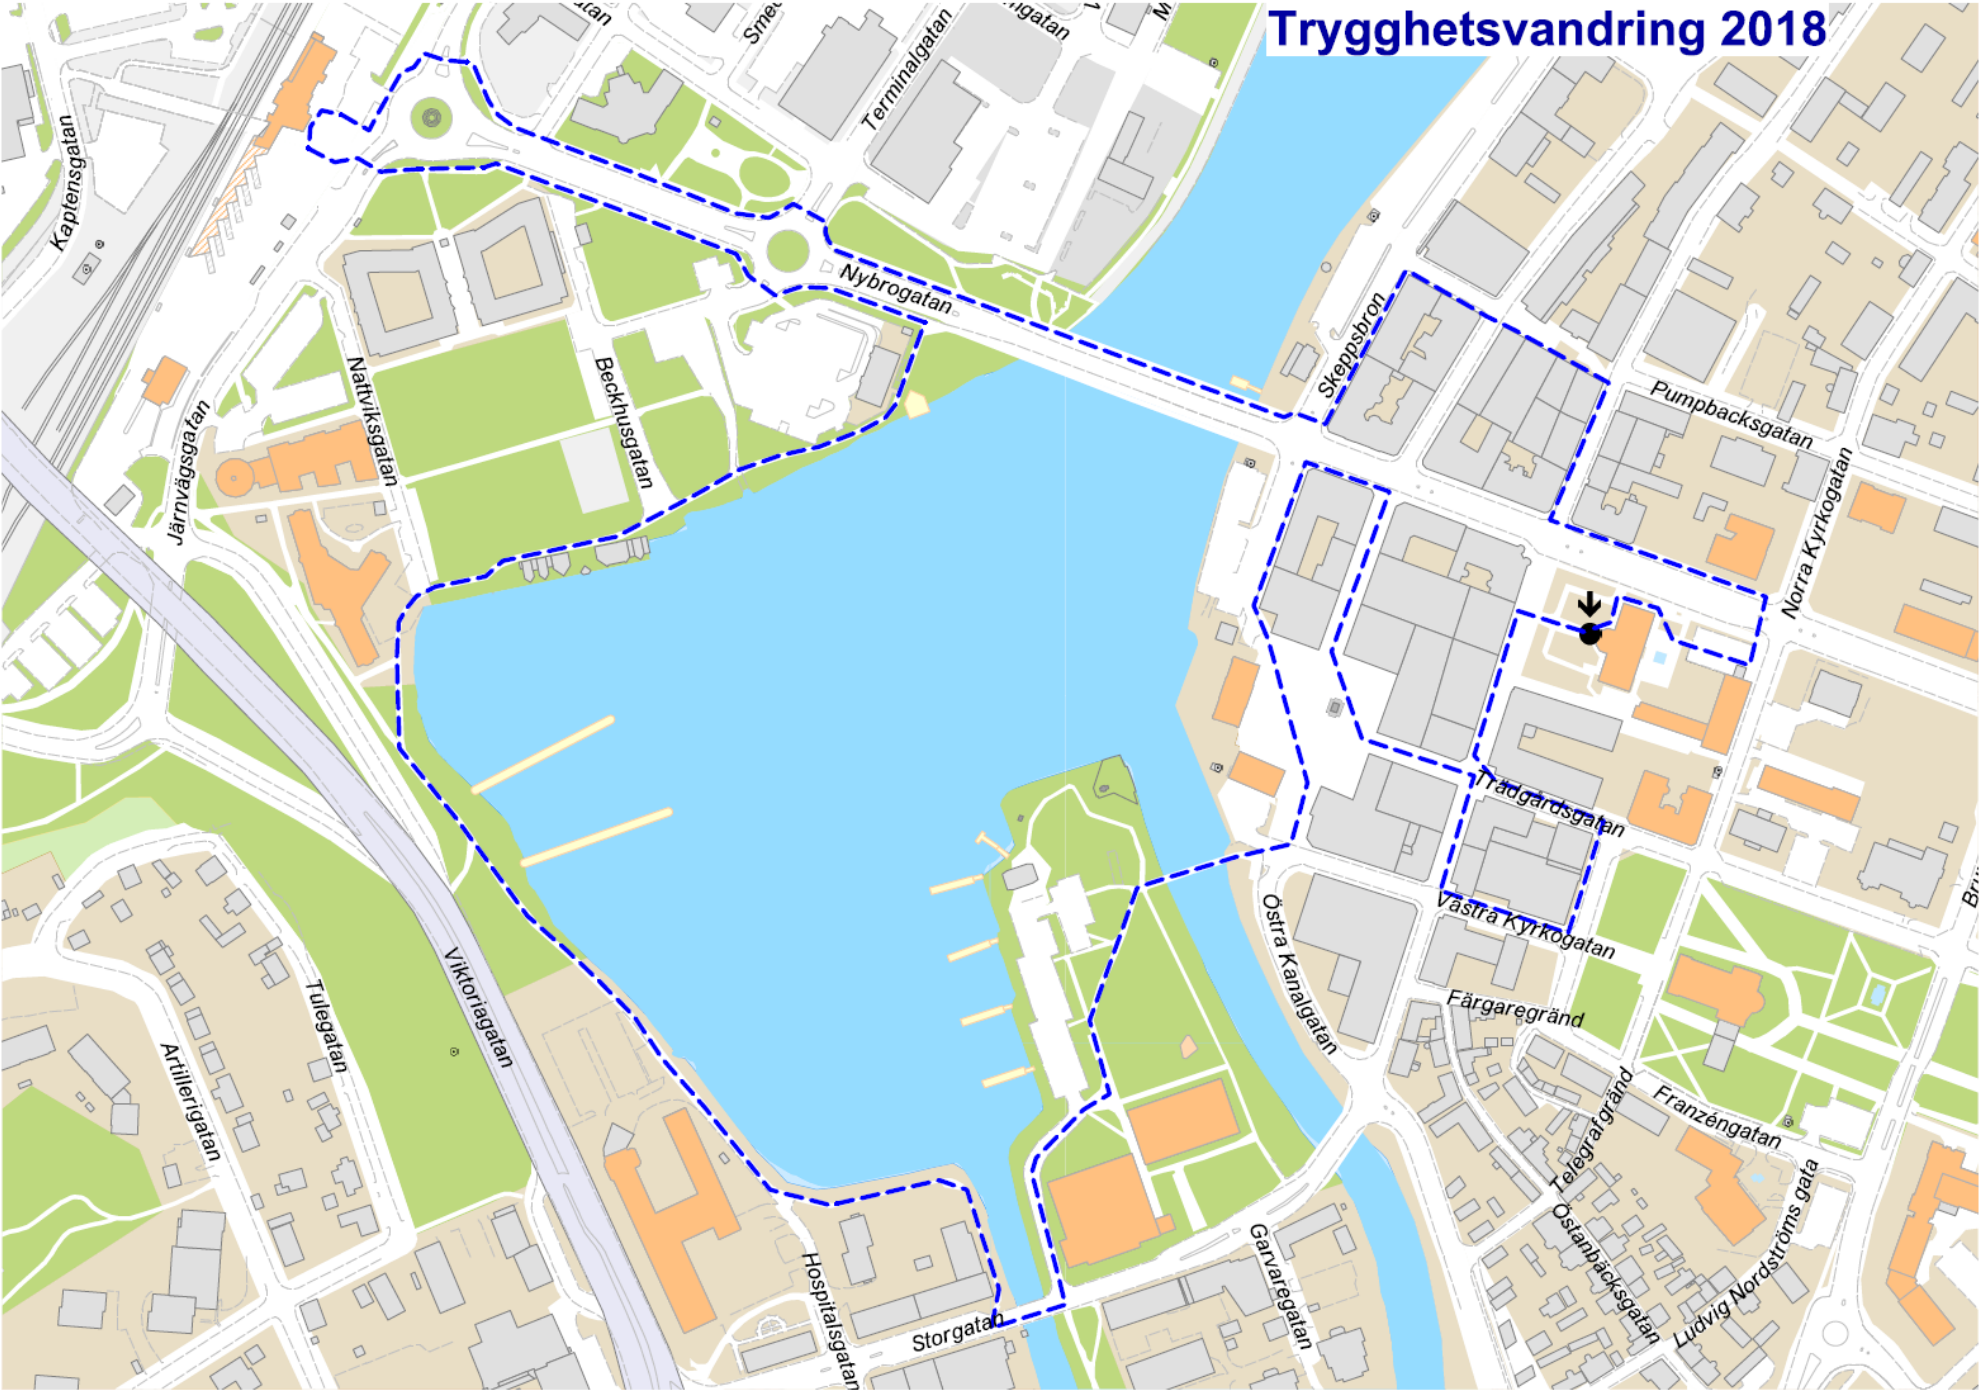 Trygghetsvandring 2018
Terminalgatan
Kaptensgatan
Nybrogatan
Skeppsbron
Pumpbacksgatan
Nattviksgatan
Beckhusgatan
Järnvägsgatan
Norra Kyrkogatan
Trädgårdsgatan
Västra Kyrkogatan
Östra Kanalgatan
Färgaregränd
Viktoriagatan
Tulegatan
Artillerigatan
Telegrafgränd
Franzéngatan
Östanbäcksgatan
Ludvig Nordströms gata
Garvaregatan
Hospitalsgatan
Storgatan